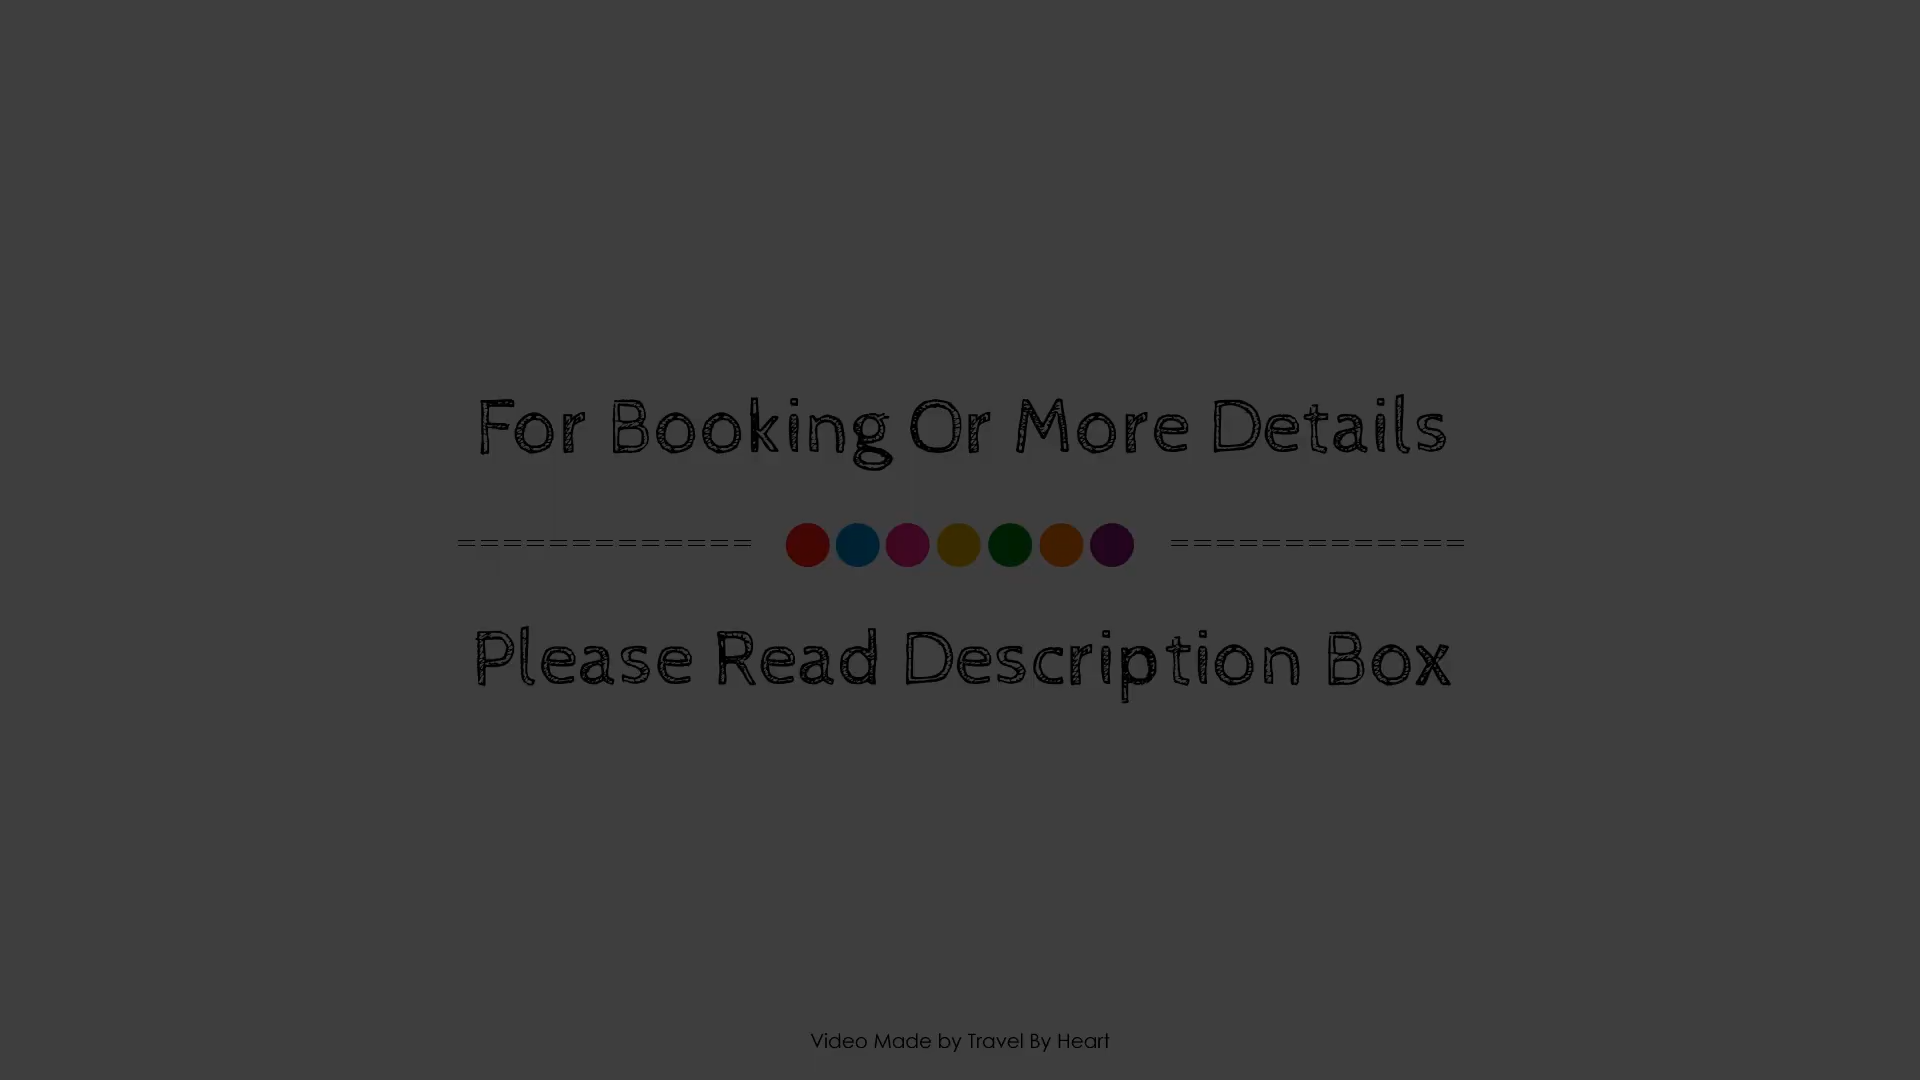 For Booking Or More Details
============= =============
Please Read Description Box
Video Made by Travel By Heart